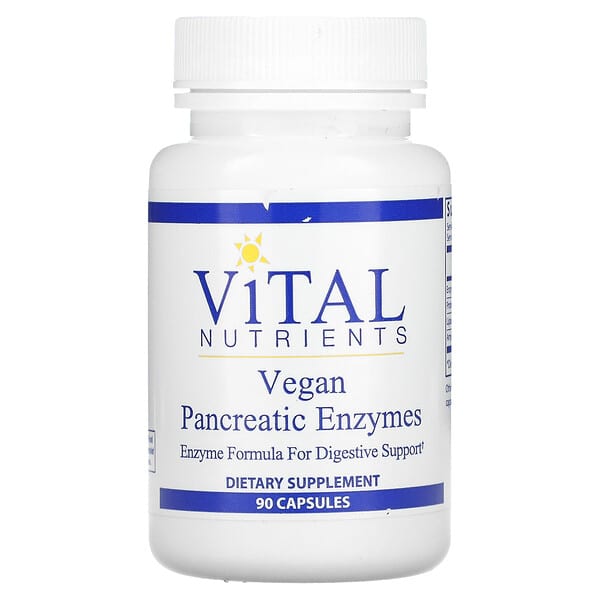 ViTAL
NUTRIENTS
Vegan
Pancreatic Enzymes
Enzyme Formula For Digestive Support†
DIETARY SUPPLEMENT
90 CAPSULES